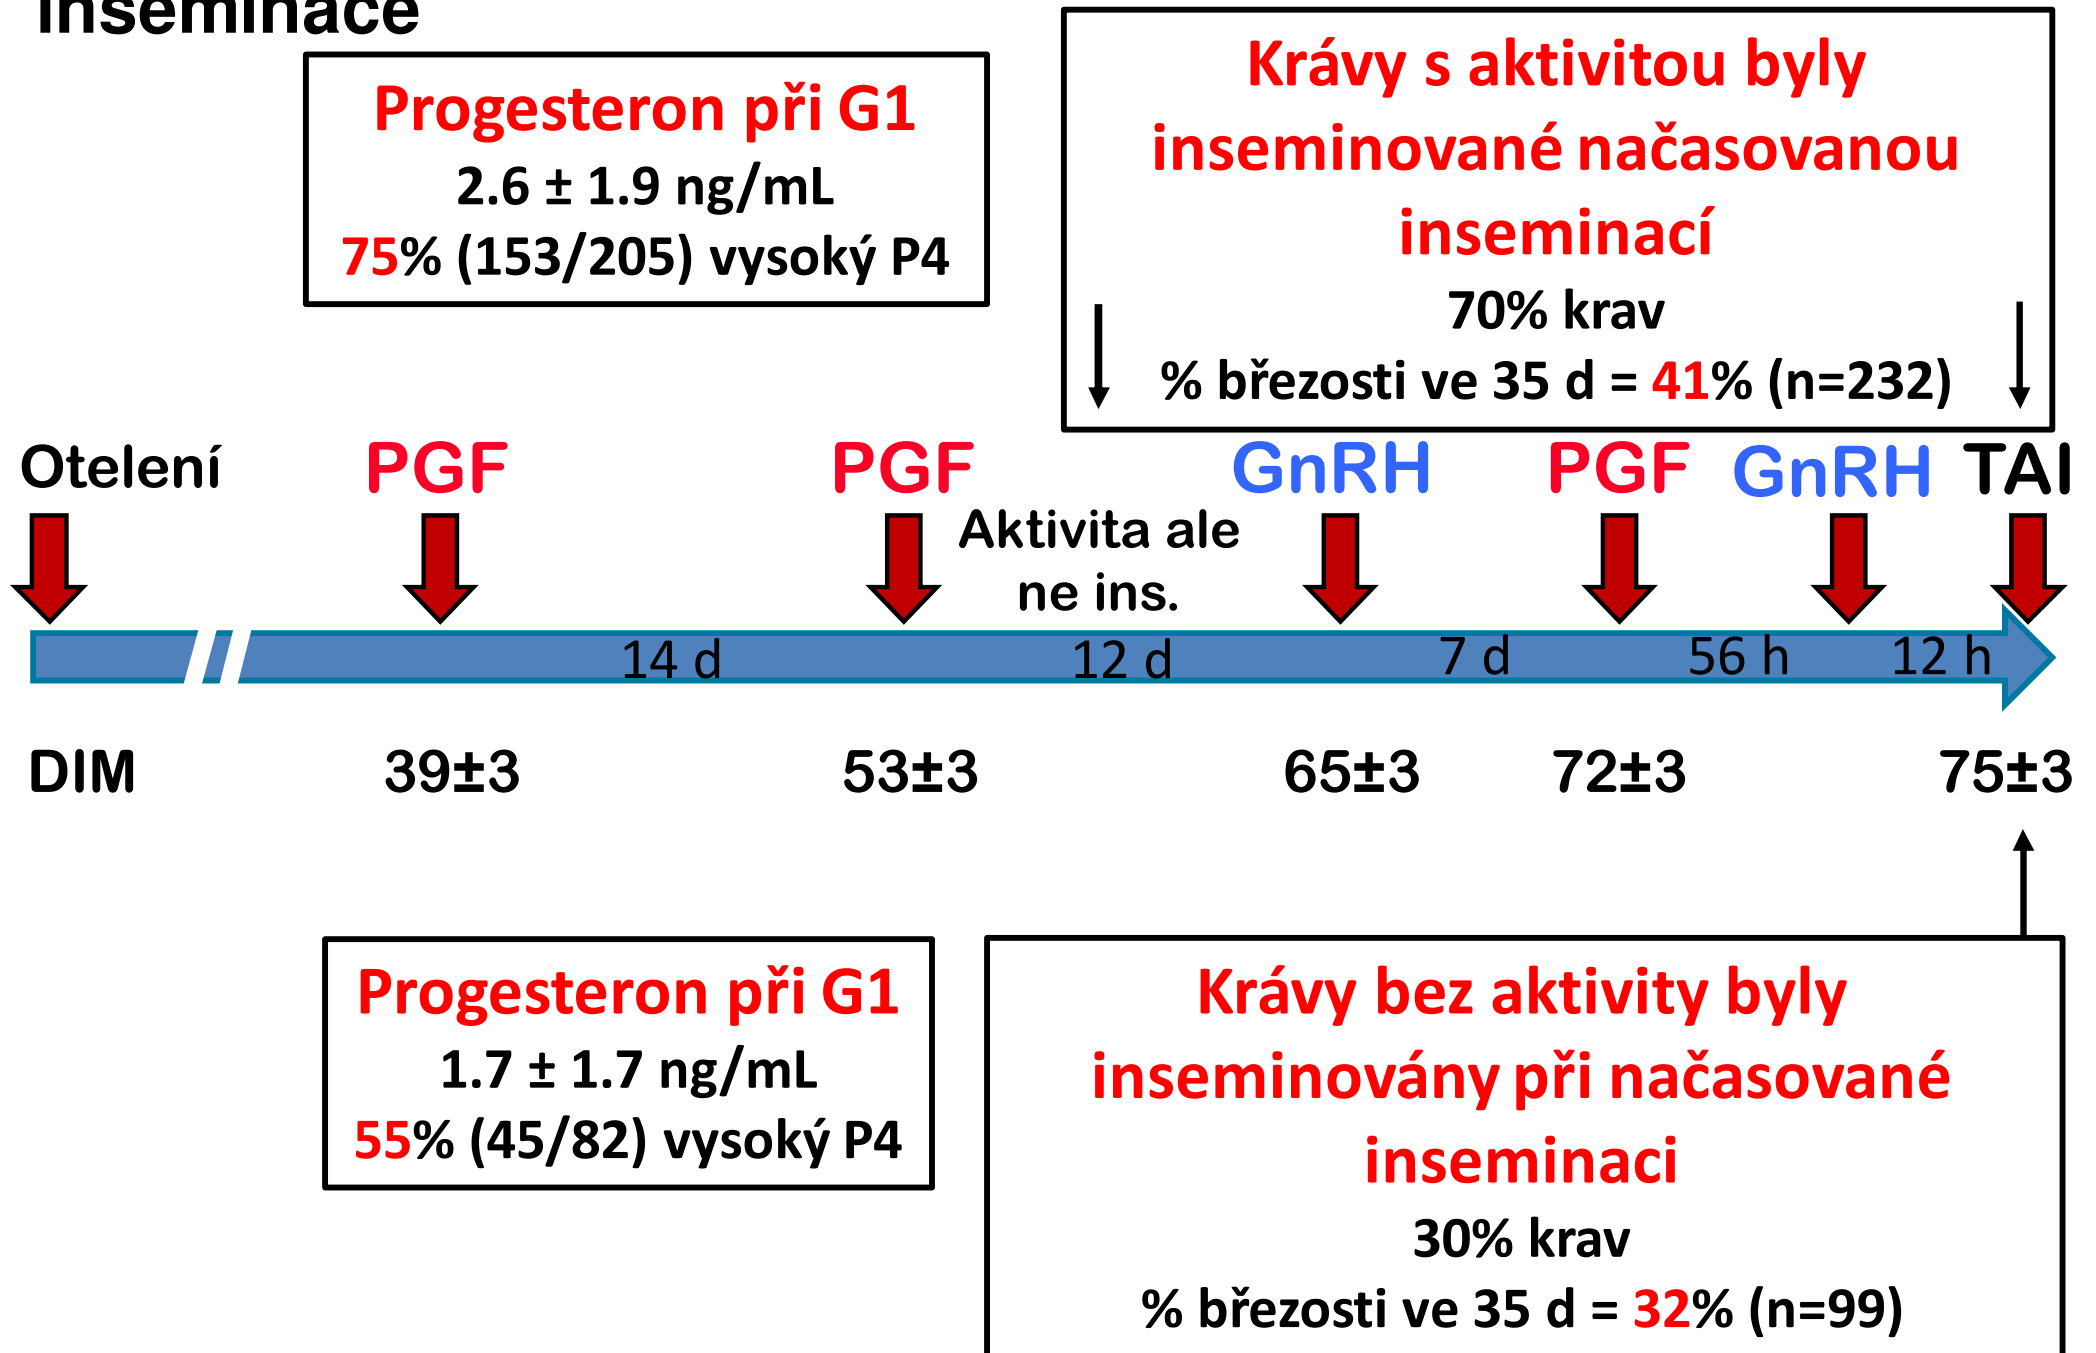 inseminace
Progesteron při G1
2.6 ± 1.9 ng/mL
75% (153/205) vysoký P4
Krávy s aktivitou byly
inseminované načasovanou
inseminací
70% krav
% březosti ve 35 d = 41% (n=232)
Otelení PGF PGF GnRH PGF GnRH TAI
Aktivita ale
ne ins.
14 d 12 d 7 d 56 h 12 h
DIM 39±3 53±3 65±3 72±3 75±3
Progesteron při G1
1.7 ± 1.7 ng/mL
55% (45/82) vysoký P4
Krávy bez aktivity byly
inseminovány při načasované
inseminaci
30% krav
% březosti ve 35 d = 32% (n=99)